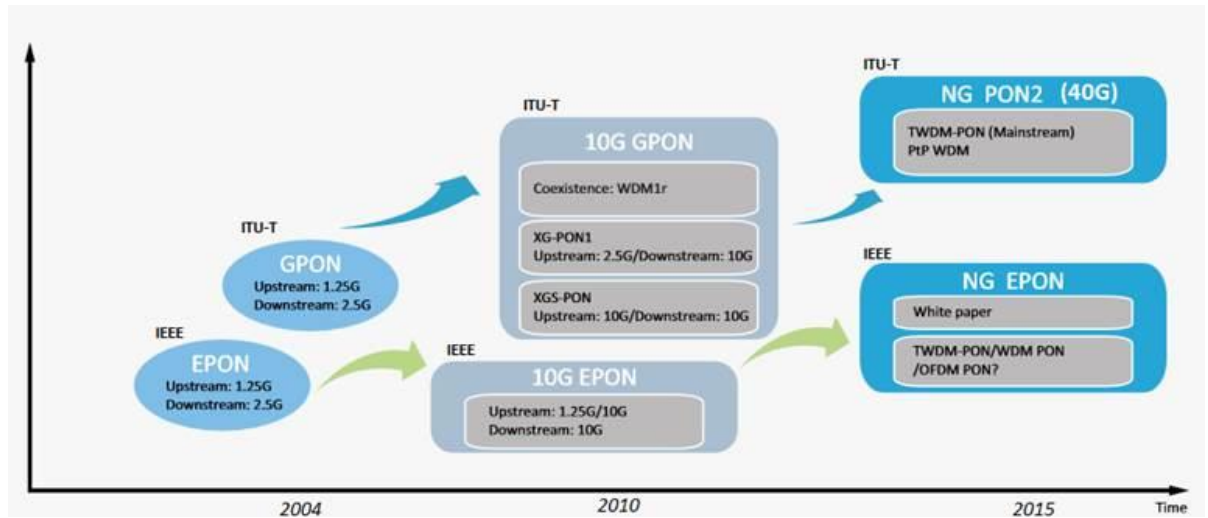 ITU-T
NG PON2 (40G)
TWDM-PON (Mainstream)
PtP WDM
ITU-T
10G GPON
Coexistence: WDM1r
XG-PON1
Upstream: 2.5G/Downstream: 10G
XGS-PON
Upstream: 10G/Downstream: 10G
ITU-T
GPON
Upstream: 1.25G
Downstream: 2.5G
IEEE
EPON
Upstream: 1.25G
Downstream: 2.5G
IEEE
10G EPON
Upstream: 1.25G/10G
Downstream: 10G
IEEE
NG EPON
White paper
TWDM-PON/WDM PON
/OFDM PON?
2004
2010
2015
Time